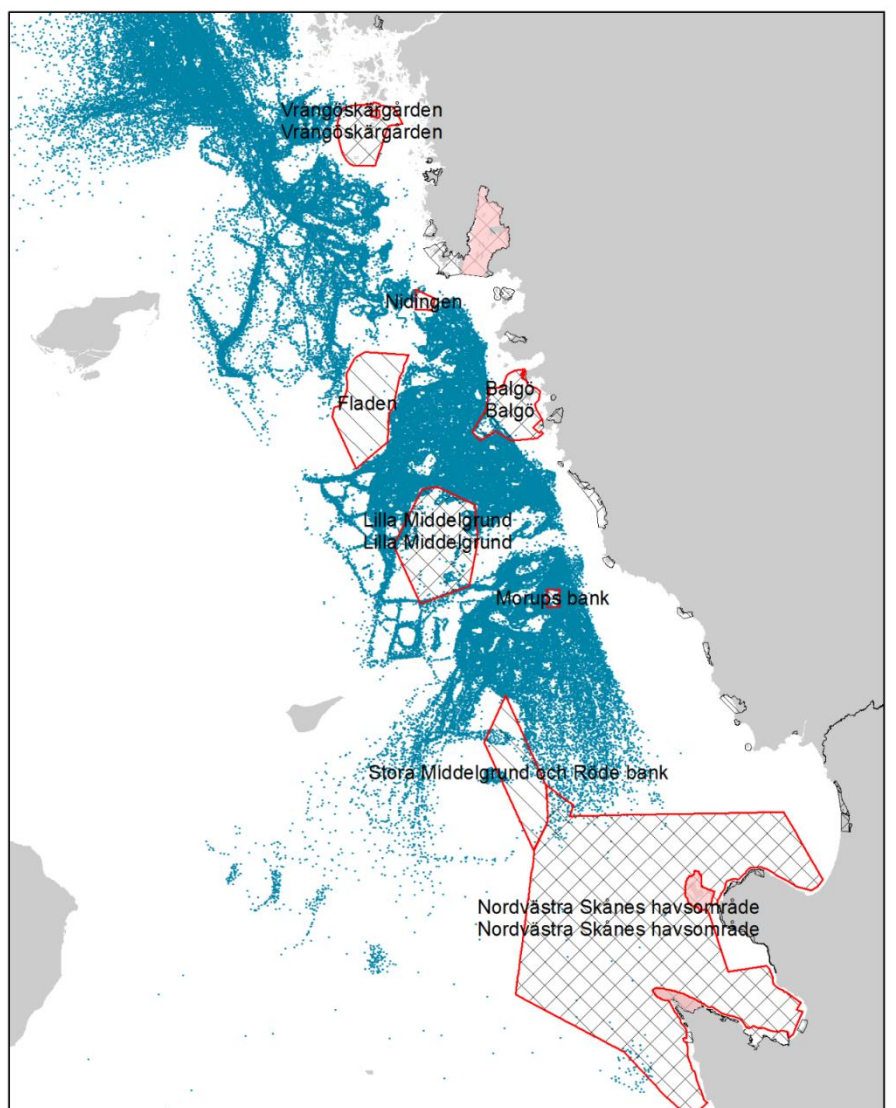 Vrångöskärgården
Vrångöskärgården
Nidingen
Fladen
Balgö
Balgö
Lilla Middelgrund
Lilla Middelgrund
Morups bank
Stora Middelgrund och Röde bank
Nordvästra Skånes havsområde
Nordvästra Skånes havsområde